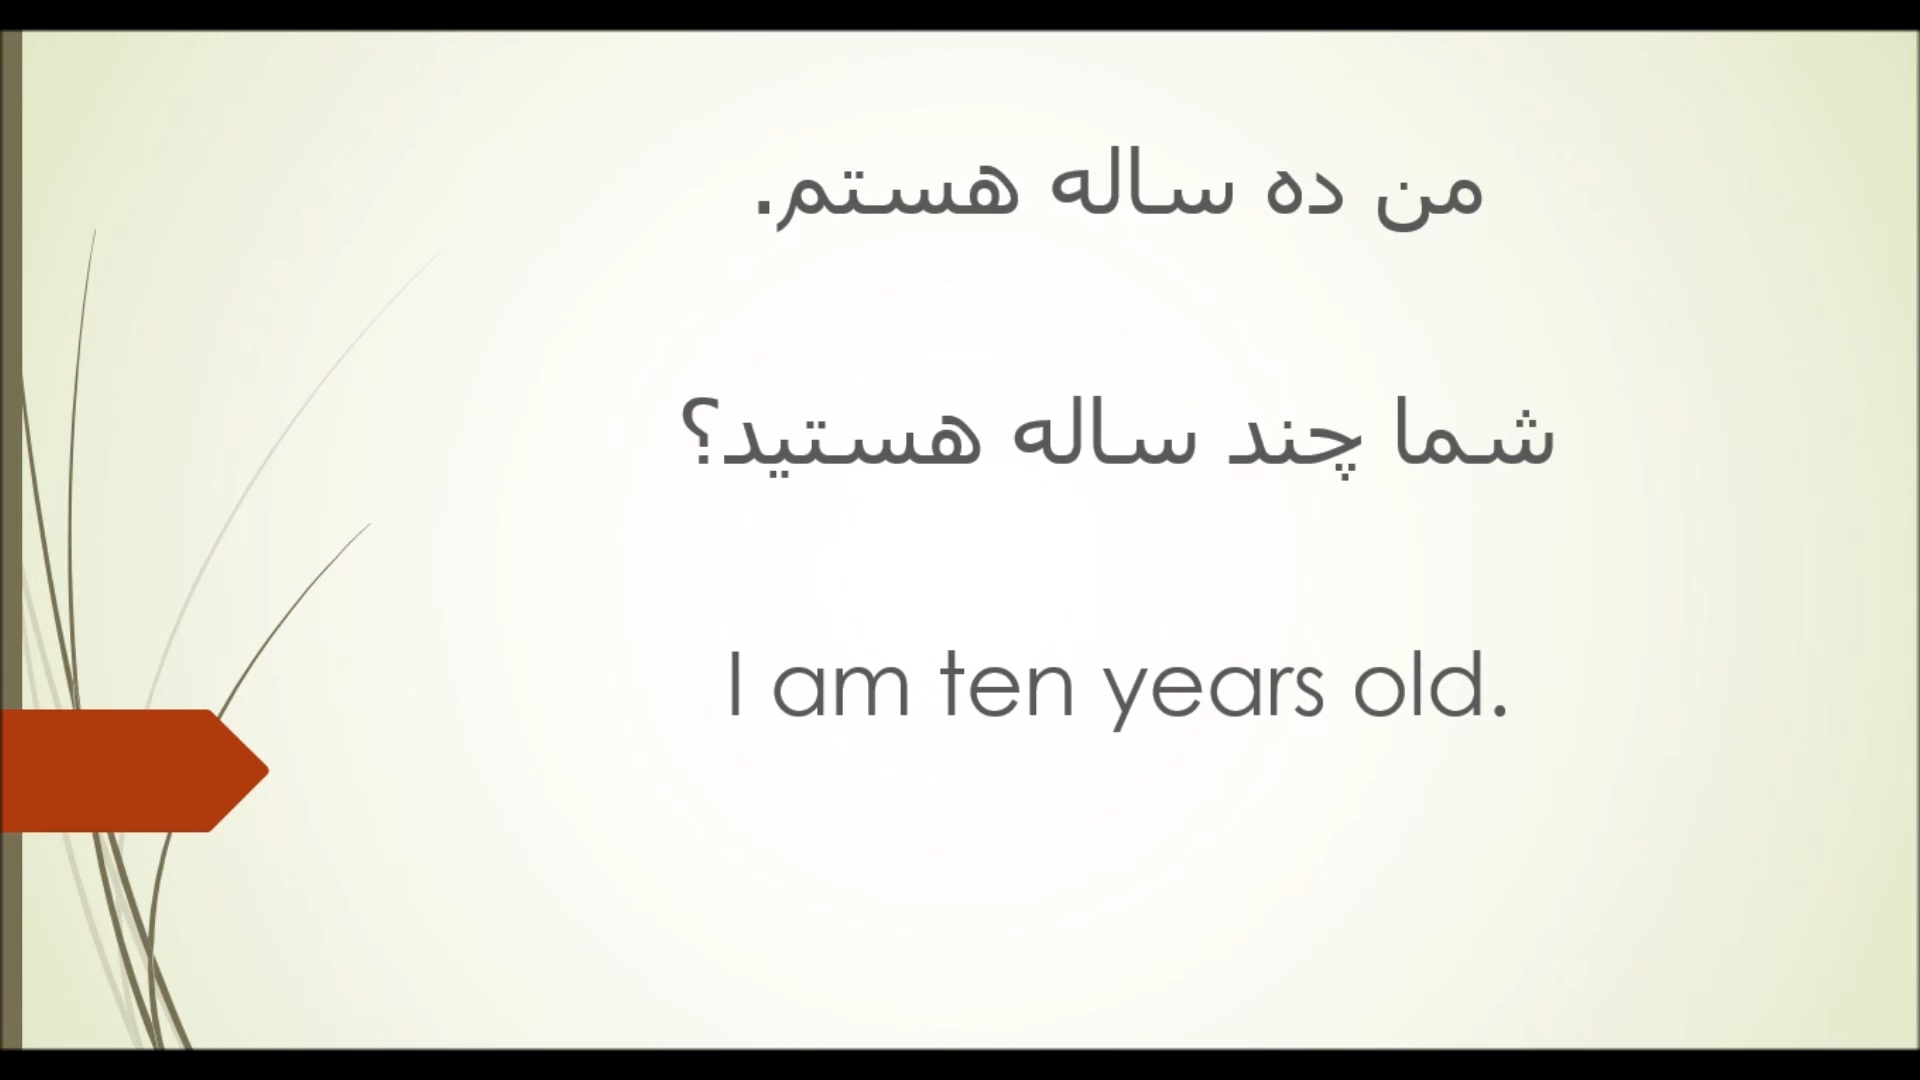 من ده ساله هستم.
شما چند ساله هستید؟
I am ten years old.